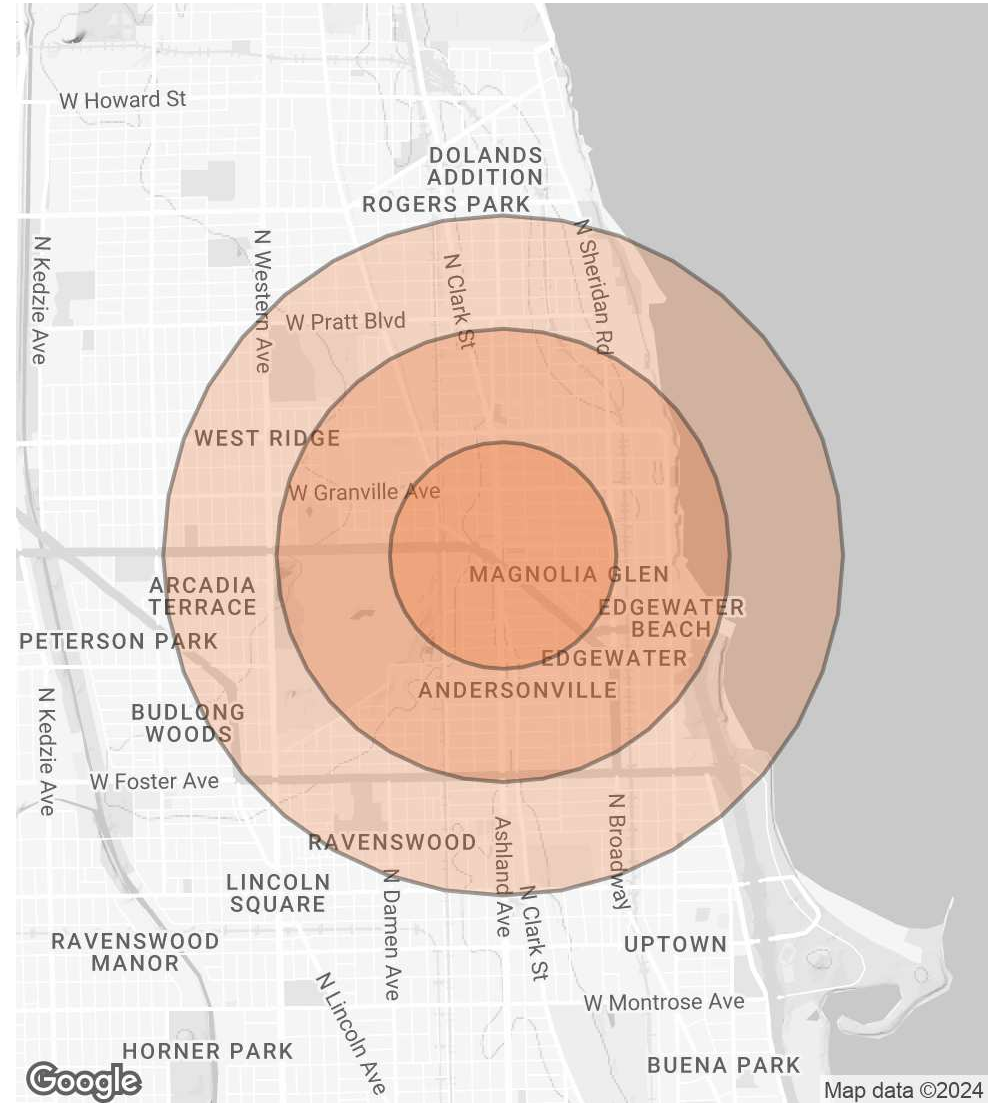 W Howard St
DOLANDS
ADDITION
ROGERS PARK
N Kedzie Ave
N Western Ave
N Clark St
N Sheridan Rd
W Pratt Blvd
WEST RIDGE
W Granville Ave
MAGNOLIA GLEN
ARCADIA
TERRACE
EDGEWATER
BEACH
PETERSON PARK
EDGEWATER
ANDERSONVILLE
N Kedzie Ave
BUDLONG
WOODS
W Foster Ave
RAVENSWOOD
Ashland Ave
N Broadway
LINCOLN
SQUARE
N Damen Ave
N Clark St
RAVENSWOOD
MANOR
UPTOWN
N Lincoln Ave
W Montrose Ave
HORNER PARK
BUENA PARK
Google
Map data ©2024